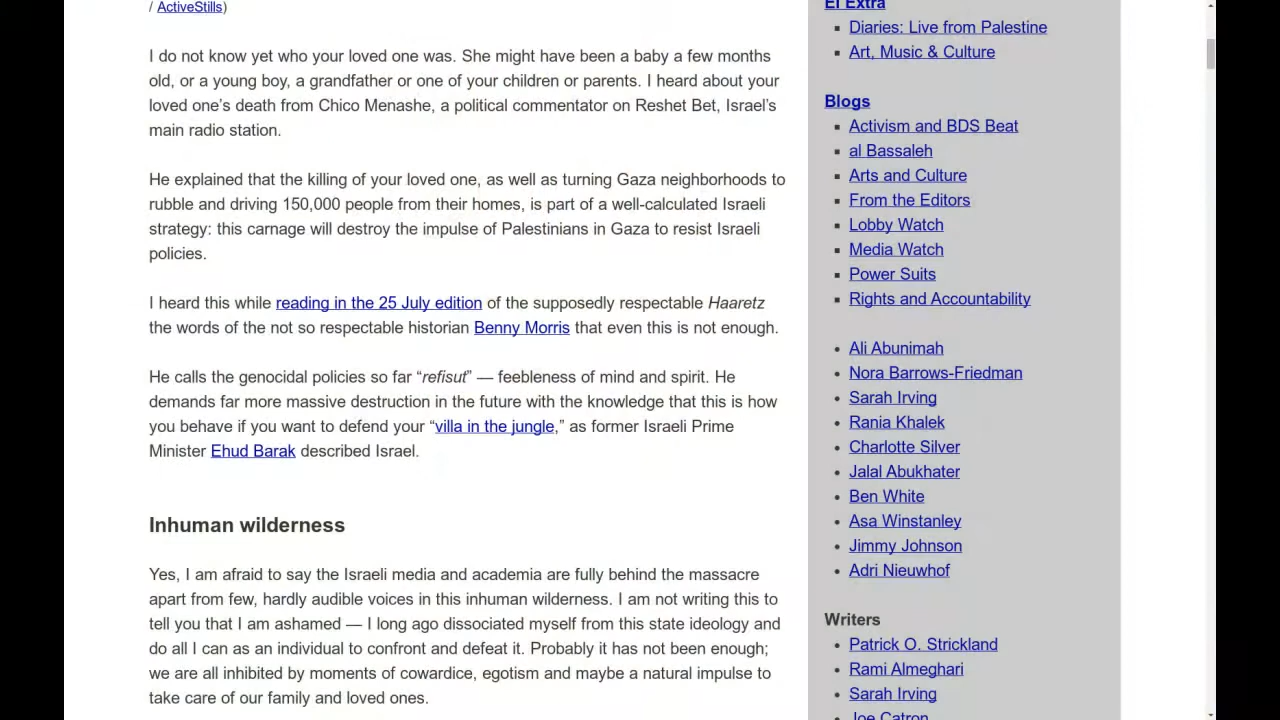 / ActiveStills)
I do not know yet who your loved one was. She might have been a baby a few months
old, or a young boy, a grandfather or one of your children or parents. I heard about your
loved one’s death from Chico Menashe, a political commentator on Reshet Bet, Israel’s
main radio station.
He explained that the killing of your loved one, as well as turning Gaza neighborhoods to
rubble and driving 150,000 people from their homes, is part of a well-calculated Israeli
strategy: this carnage will destroy the impulse of Palestinians in Gaza to resist Israeli
policies.
I heard this while reading in the 25 July edition of the supposedly respectable Haaretz
the words of the not so respectable historian Benny Morris that even this is not enough.
He calls the genocidal policies so far “refisut” — feebleness of mind and spirit. He
demands far more massive destruction in the future with the knowledge that this is how
you behave if you want to defend your “villa in the jungle,” as former Israeli Prime
Minister Ehud Barak described Israel.
Inhuman wilderness
Yes, I am afraid to say the Israeli media and academia are fully behind the massacre
apart from few, hardly audible voices in this inhuman wilderness. I am not writing this to
tell you that I am ashamed — I long ago dissociated myself from this state ideology and
do all I can as an individual to confront and defeat it. Probably it has not been enough;
we are all inhibited by moments of cowardice, egotism and maybe a natural impulse to
take care of our family and loved ones.
EI Extra
Diaries: Live from Palestine
Art, Music & Culture
Blogs
Activism and BDS Beat
al Bassaleh
Arts and Culture
From the Editors
Lobby Watch
Media Watch
Power Suits
Rights and Accountability
Ali Abunimah
Nora Barrows-Friedman
Sarah Irving
Rania Khalek
Charlotte Silver
Jalal Abukhater
Ben White
Asa Winstanley
Jimmy Johnson
Adri Nieuwhof
Writers
Patrick O. Strickland
Rami Almeghari
Sarah Irving
Joe Catron